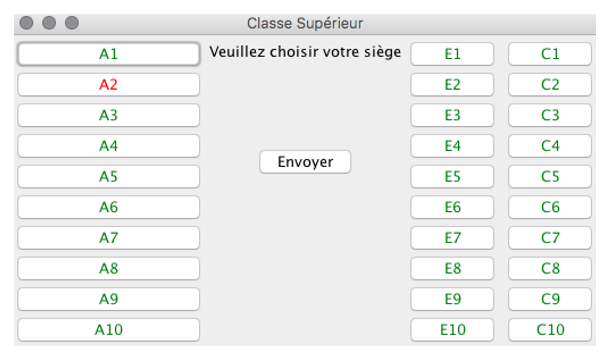 Classe Supérieur
A1 Veuillez choisir votre siège E1 C1
A2 E2 C2
A3 E3 C3
A4 E4 C4
Envoyer
A5 E5 C5
A6 E6 C6
A7 E7 C7
A8 E8 C8
A9 E9 C9
A10 E10 C10